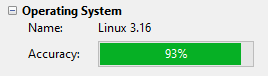 Operating System
Name: Linux 3.16
Accuracy: 93%